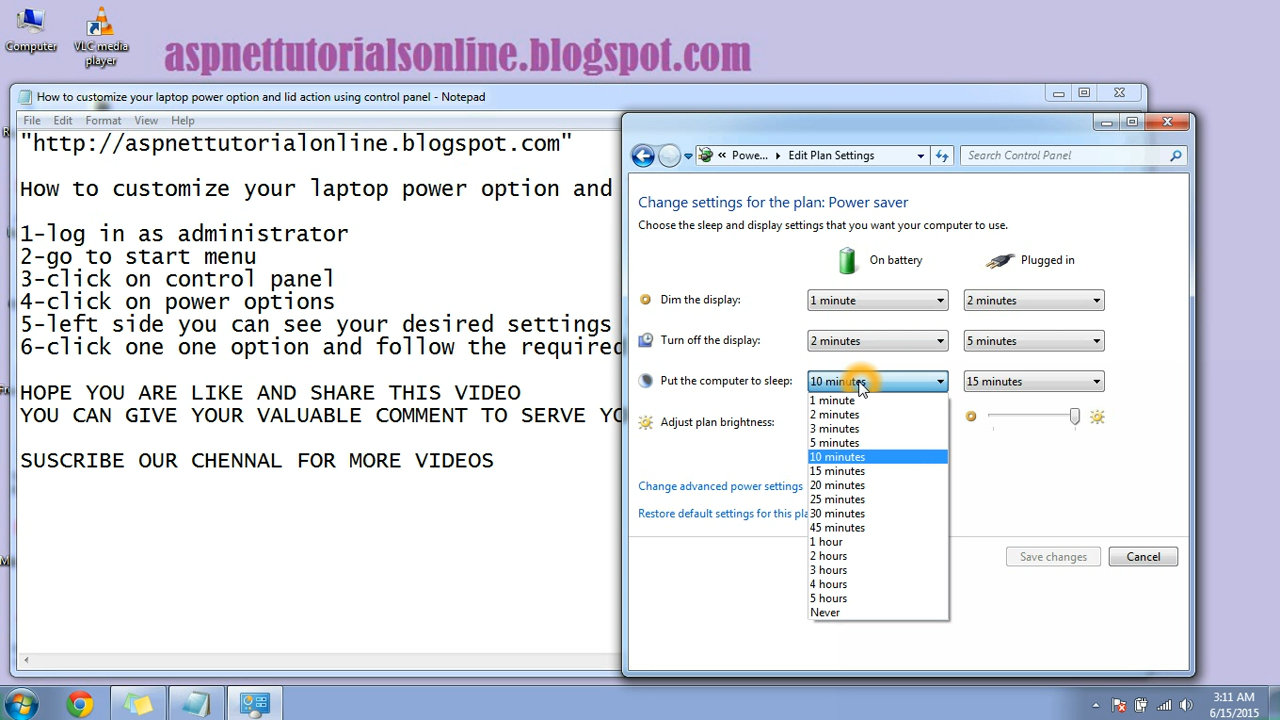 Computer
VLC media
player
aspnettutorialsonline.blogspot.com
How to customize your laptop power option and lid action using control panel - Notepad
File Edit Format View Help
"http://aspnettutorialonline.blogspot.com"
How to customize your laptop power option and
1-log in as administrator
2-go to start menu
3-click on control panel
4-click on power options
5-left side you can see your desired settings
6-click one one option and follow the required
HOPE YOU ARE LIKE AND SHARE THIS VIDEO
YOU CAN GIVE YOUR VALUABLE COMMENT TO SERVE YO
SUSCRIBE OUR CHENNAL FOR MORE VIDEOS
« Powe... Edit Plan Settings
Search Control Panel
Change settings for the plan: Power saver
Choose the sleep and display settings that you want your computer to use.
On battery Plugged in
Dim the display: 1 minute 2 minutes
Turn off the display: 2 minutes 5 minutes
Put the computer to sleep: 10 minutes 15 minutes
Adjust plan brightness:
1 minute
2 minutes
3 minutes
5 minutes
10 minutes
15 minutes
20 minutes
25 minutes
30 minutes
45 minutes
1 hour
2 hours
3 hours
4 hours
5 hours
Never
Change advanced power settings
Restore default settings for this pla
Save changes Cancel
3:11 AM
6/15/2015